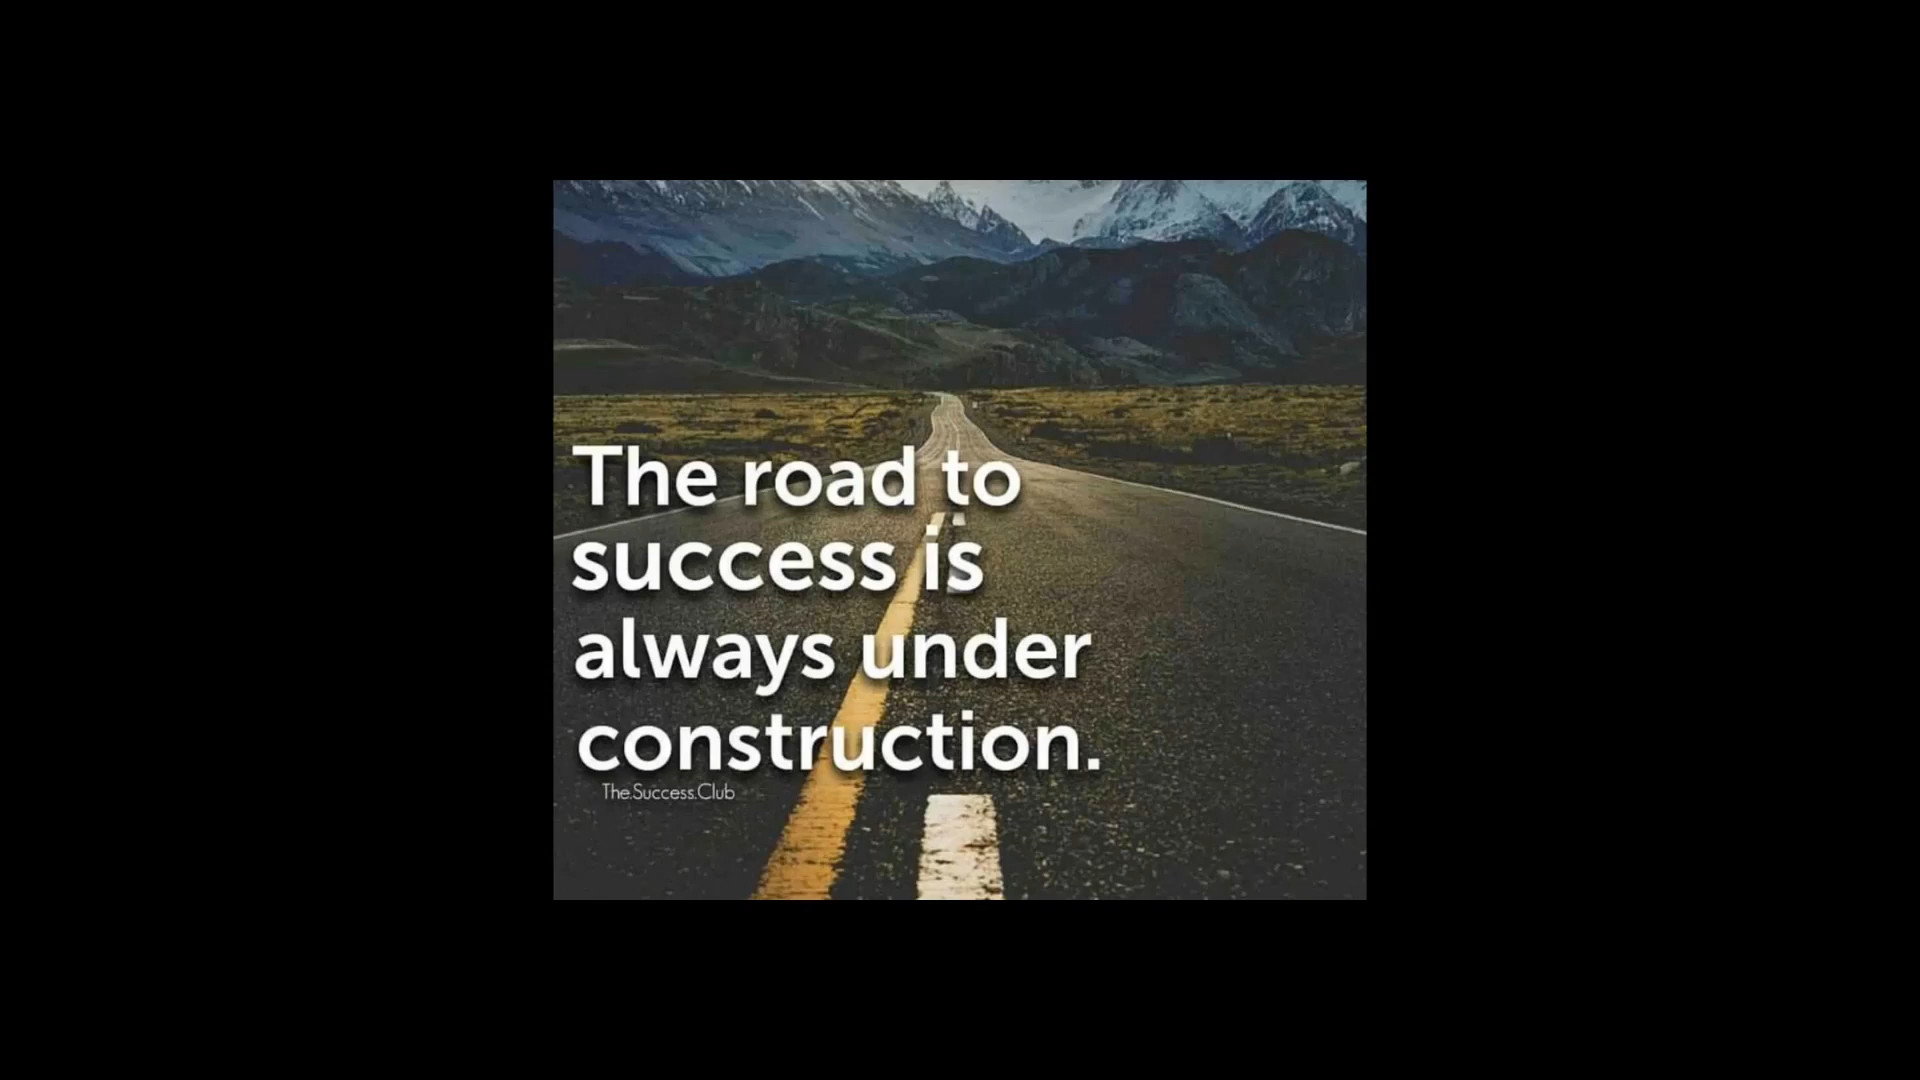 The road to
success is
always under
construction.
The.Success.Club